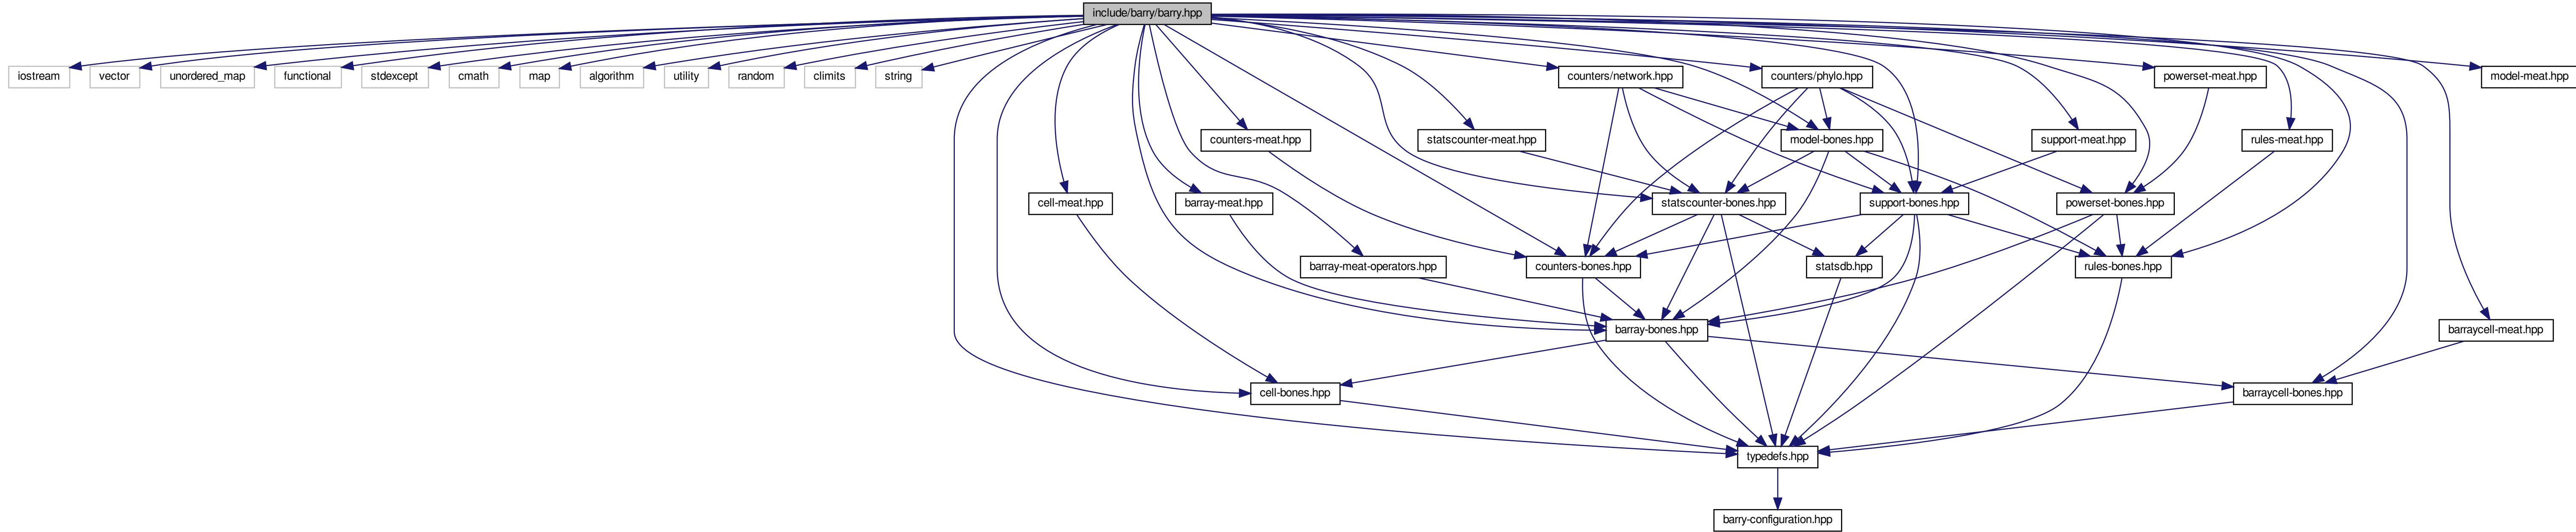 include/barry/barry.hpp
iostream
vector
unordered_map
functional
stdexcept
cmath
map
algorithm
utility
random
climits
string
counters/network.hpp
counters/phylo.hpp
powerset-meat.hpp
model-meat.hpp
counters-meat.hpp
statscounter-meat.hpp
model-bones.hpp
support-meat.hpp
rules-meat.hpp
cell-meat.hpp
barray-meat.hpp
statscounter-bones.hpp
support-bones.hpp
powerset-bones.hpp
barray-meat-operators.hpp
counters-bones.hpp
statsdb.hpp
rules-bones.hpp
barray-bones.hpp
barraycell-meat.hpp
cell-bones.hpp
barraycell-bones.hpp
typedefs.hpp
barry-configuration.hpp